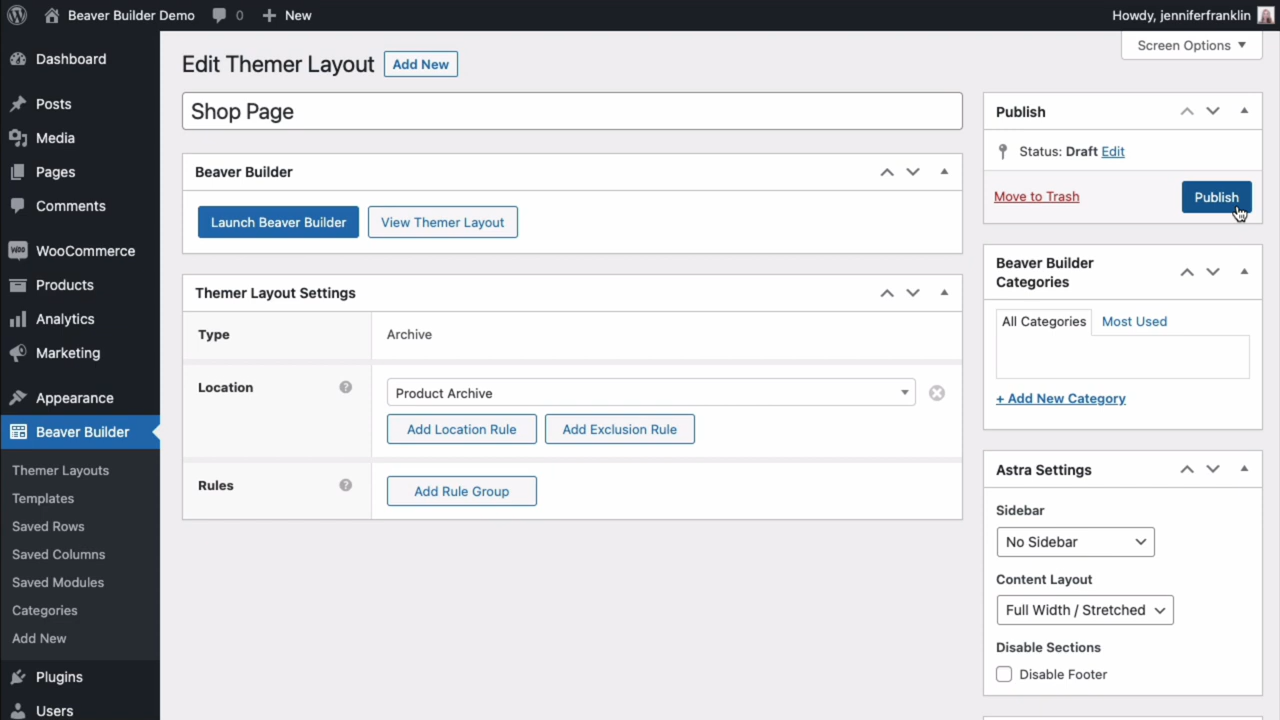 Beaver Builder Demo 0 New Howdy, jenniferfranklin
Screen Options
Dashboard
Posts
Media
Pages
Comments
WOO WooCommerce
Products
Analytics
Marketing
Appearance
Beaver Builder
Themer Layouts
Templates
Saved Rows
Saved Columns
Saved Modules
Categories
Add New
Plugins
Users
Edit Themer Layout Add New
Shop Page
Beaver Builder
Launch Beaver Builder View Themer Layout
Themer Layout Settings
Type Archive
Location ? Product Archive
Add Location Rule Add Exclusion Rule
Rules ? Add Rule Group
Publish
Status: Draft Edit
Move to Trash Publish
Beaver Builder
Categories
All Categories Most Used
+ Add New Category
Astra Settings
Sidebar
No Sidebar
Content Layout
Full Width / Stretched
Disable Sections
Disable Footer